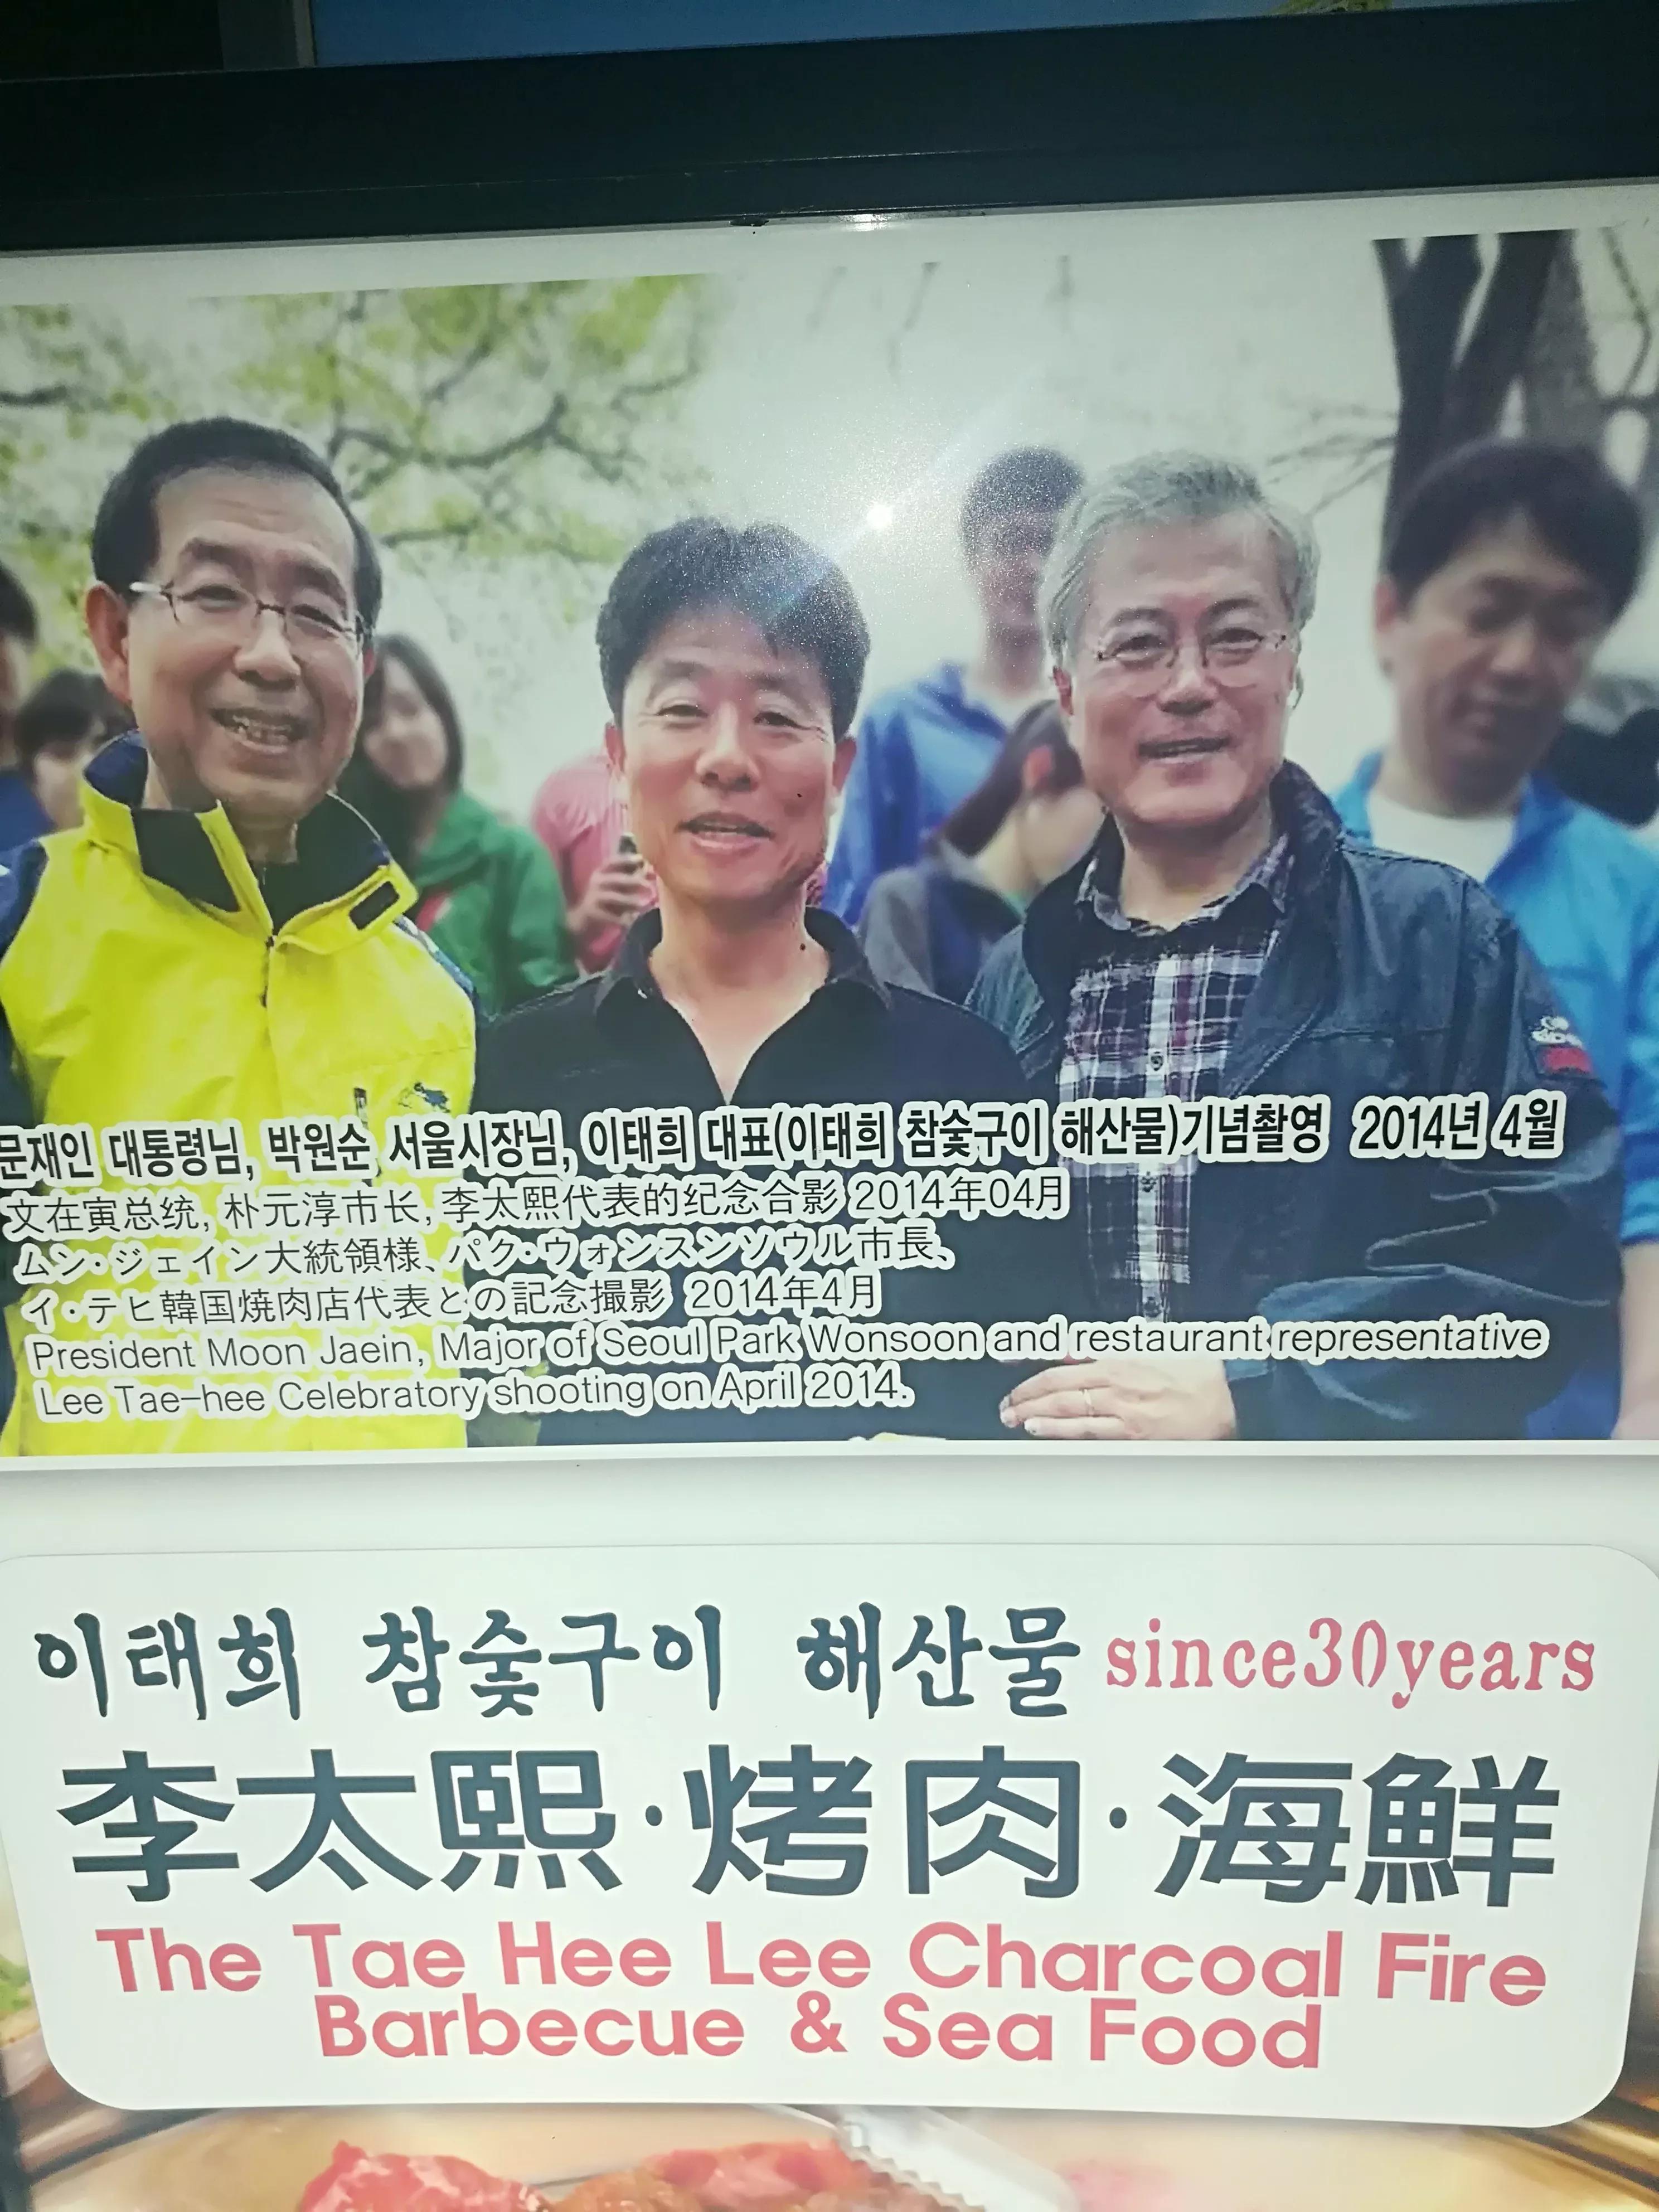 문재인 대통령님, 박원순 서울시장님, 이태희 대표(이태희 참숯구이 해산물)기념촬영 2014년 4월
文在寅总统, 朴元淳市长, 李太熙代表的纪念合影 2014年04月
ムン・ジェイン大統領様、パク・ウォンスンソウル市長、
イ・テヒ韓国焼肉店代表との記念撮影 2014年4月
President Moon Jaein, Major of Seoul Park Wonsoon and restaurant representative
Lee Tae-hee Celebratory shooting on April 2014.
이태희 참숯구이 해산물 since30years
李太熙·烤肉·海鮮
The Tae Hee Lee Charcoal Fire
Barbecue & Sea Food